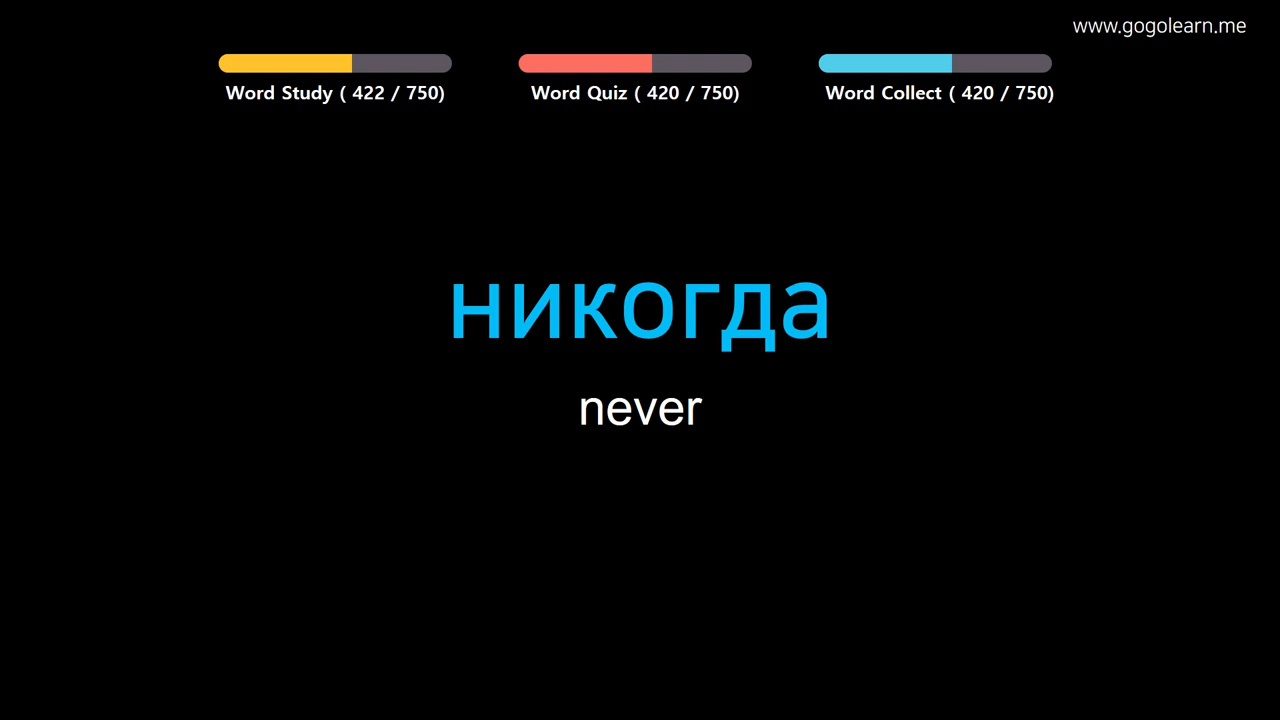 www.gogolearn.me
Word Study ( 422 / 750)
Word Quiz ( 420 / 750)
Word Collect ( 420 / 750)
никогда
never